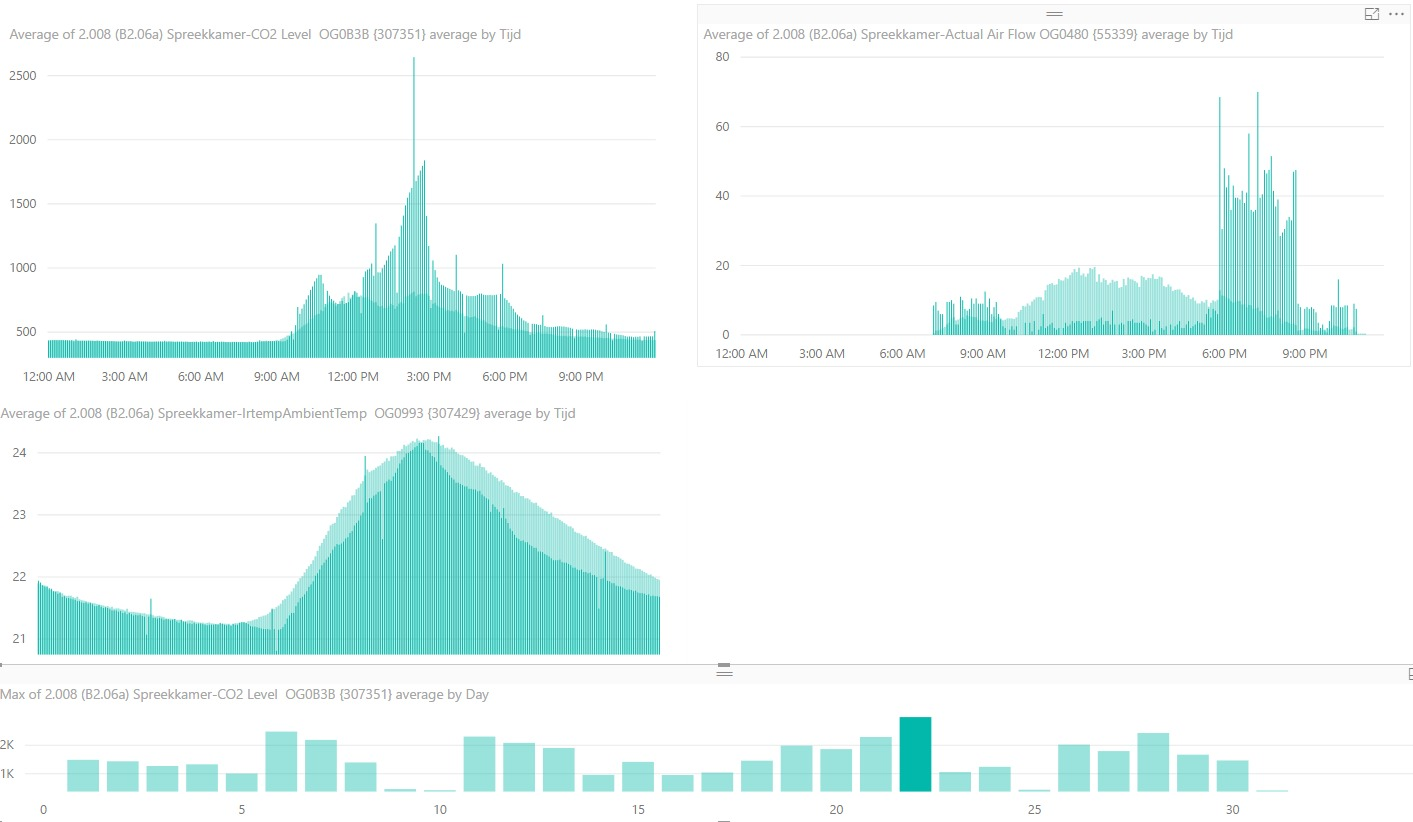 Average of 2.008 (B2.06a) Spreekkamer-CO2 Level OG0B3B {307351} average by Tijd
2500
2000
1500
1000
500
12:00 AM 3:00 AM 6:00 AM 9:00 AM 12:00 PM 3:00 PM 6:00 PM 9:00 PM
Average of 2.008 (B2.06a) Spreekkamer-Actual Air Flow OG0480 {55339} average by Tijd
80
60
40
20
0
12:00 AM 3:00 AM 6:00 AM 9:00 AM 12:00 PM 3:00 PM 6:00 PM 9:00 PM
Average of 2.008 (B2.06a) Spreekkamer-IrtempAmbientTemp OG0993 {307429} average by Tijd
24
23
22
21
Max of 2.008 (B2.06a) Spreekkamer-CO2 Level OG0B3B {307351} average by Day
2K
1K
0 5 10 15 20 25 30